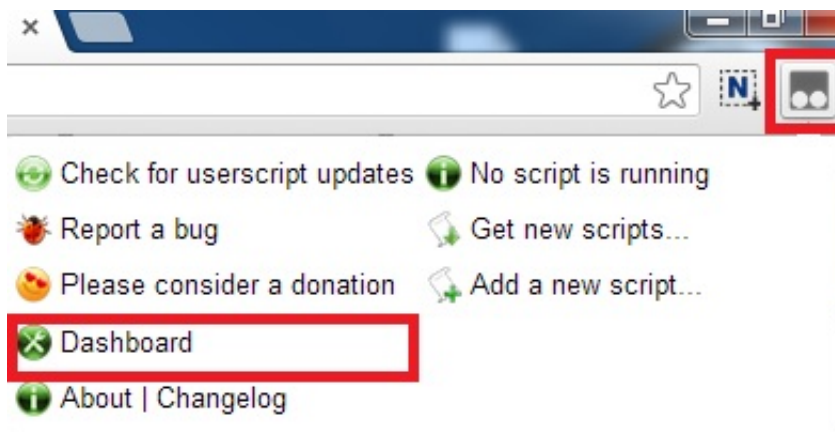 N
Check for userscript updates
No script is running
Report a bug
Get new scripts...
Please consider a donation
Add a new script...
Dashboard
About | Changelog